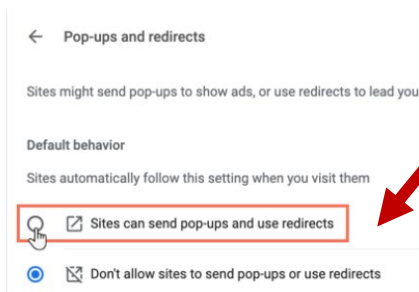 Pop-ups and redirects
Sites might send pop-ups to show ads, or use redirects to lead you
Default behavior
Sites automatically follow this setting when you visit them
Sites can send pop-ups and use redirects
Don't allow sites to send pop-ups or use redirects